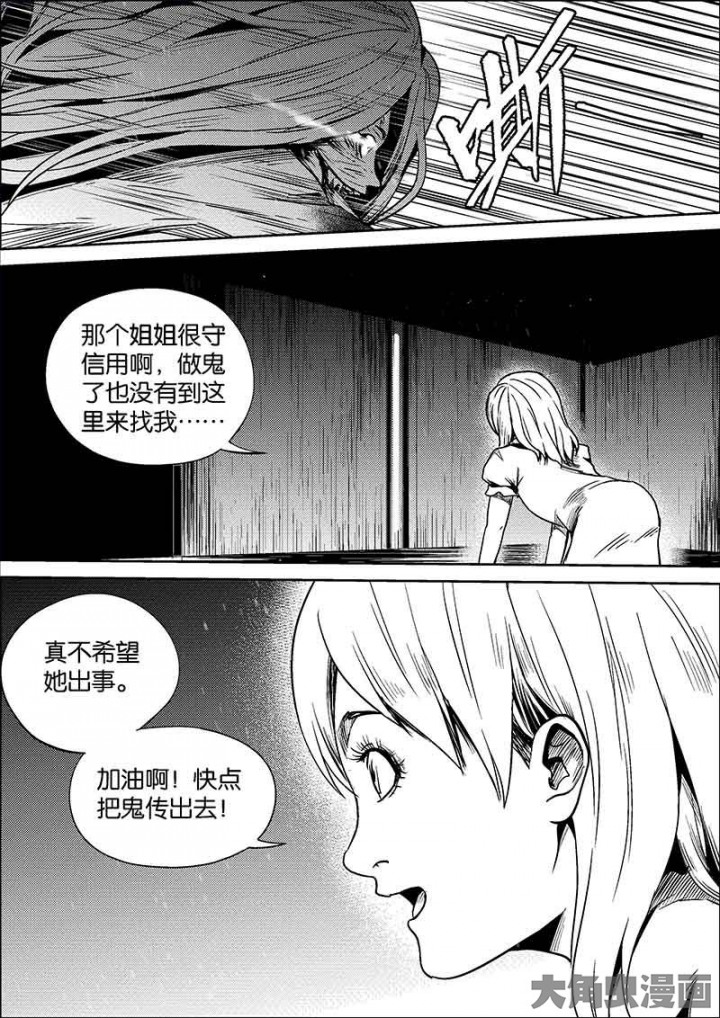 唰
那个姐姐很守
信用啊，做鬼
了也没有到这
里来找我……
真不希望
她出事。
加油啊！快点
把鬼传出去！
大角虫漫画